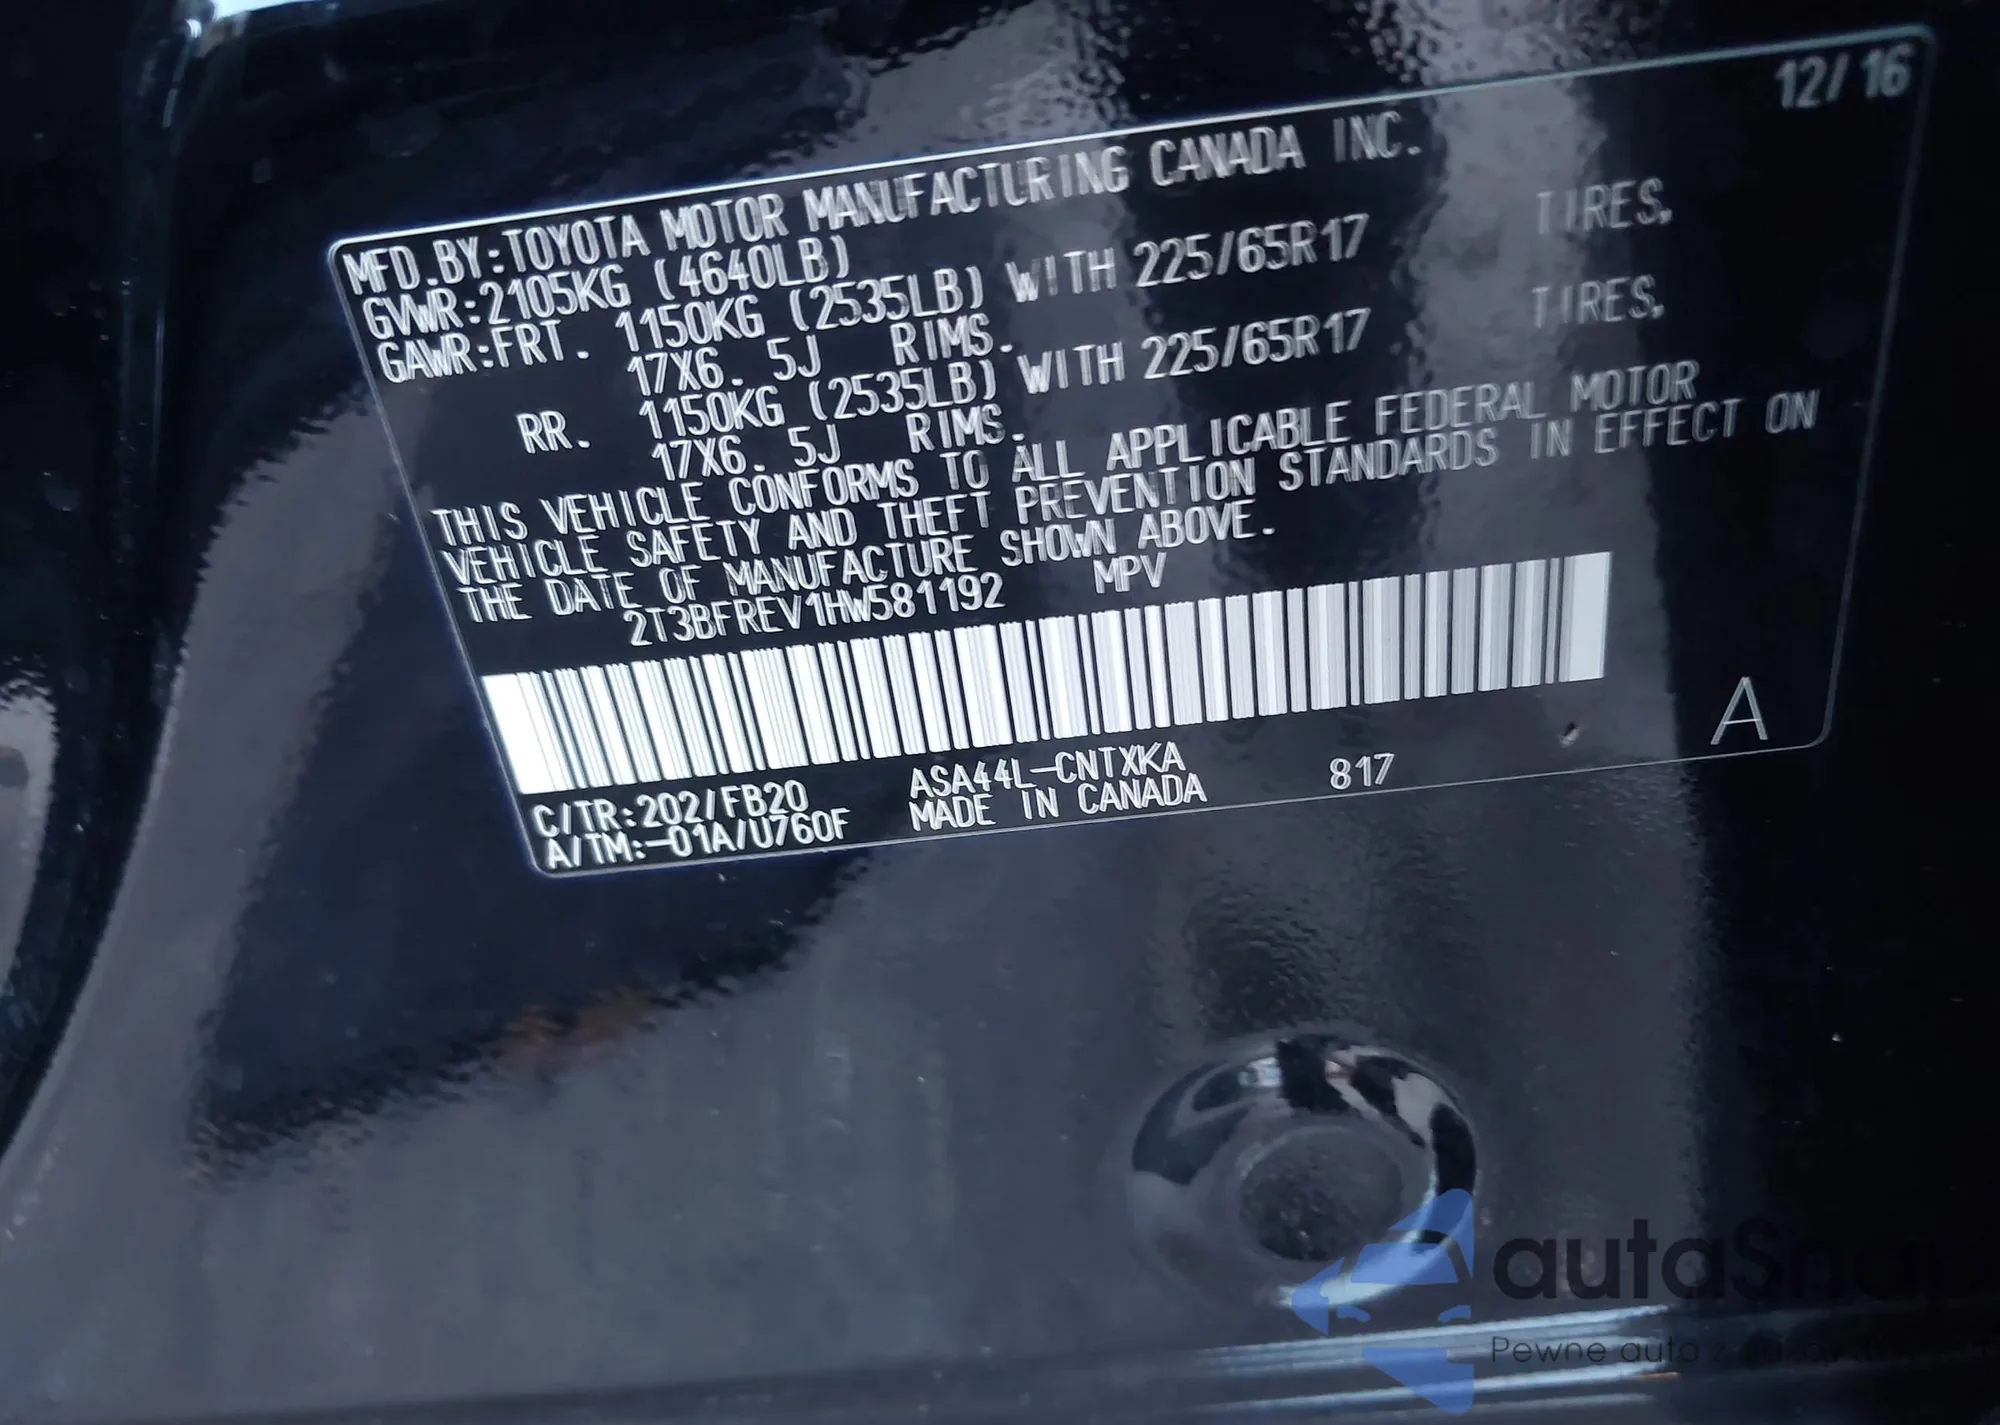 12/16
MFD.BY:TOYOTA MOTOR MANUFACTURING CANADA INC.
GVWR:2105KG (4640LB)
GAWR:FRT. 1150KG (2535LB) WITH 225/65R17 TIRES,
17X6.5J RIMS.
RR. 1150KG (2535LB) WITH 225/65R17 TIRES,
17X6.5J RIMS.
THIS VEHICLE CONFORMS TO ALL APPLICABLE FEDERAL MOTOR
VEHICLE SAFETY AND THEFT PREVENTION STANDARDS IN EFFECT ON
THE DATE OF MANUFACTURE SHOWN ABOVE.
2T3BFREV1HW581192 MPV
C/TR:202/FB20 ASA44L-CNTXKA 817 A
A/TM:-01A/U760F MADE IN CANADA
autaSnap
Pewne auta z